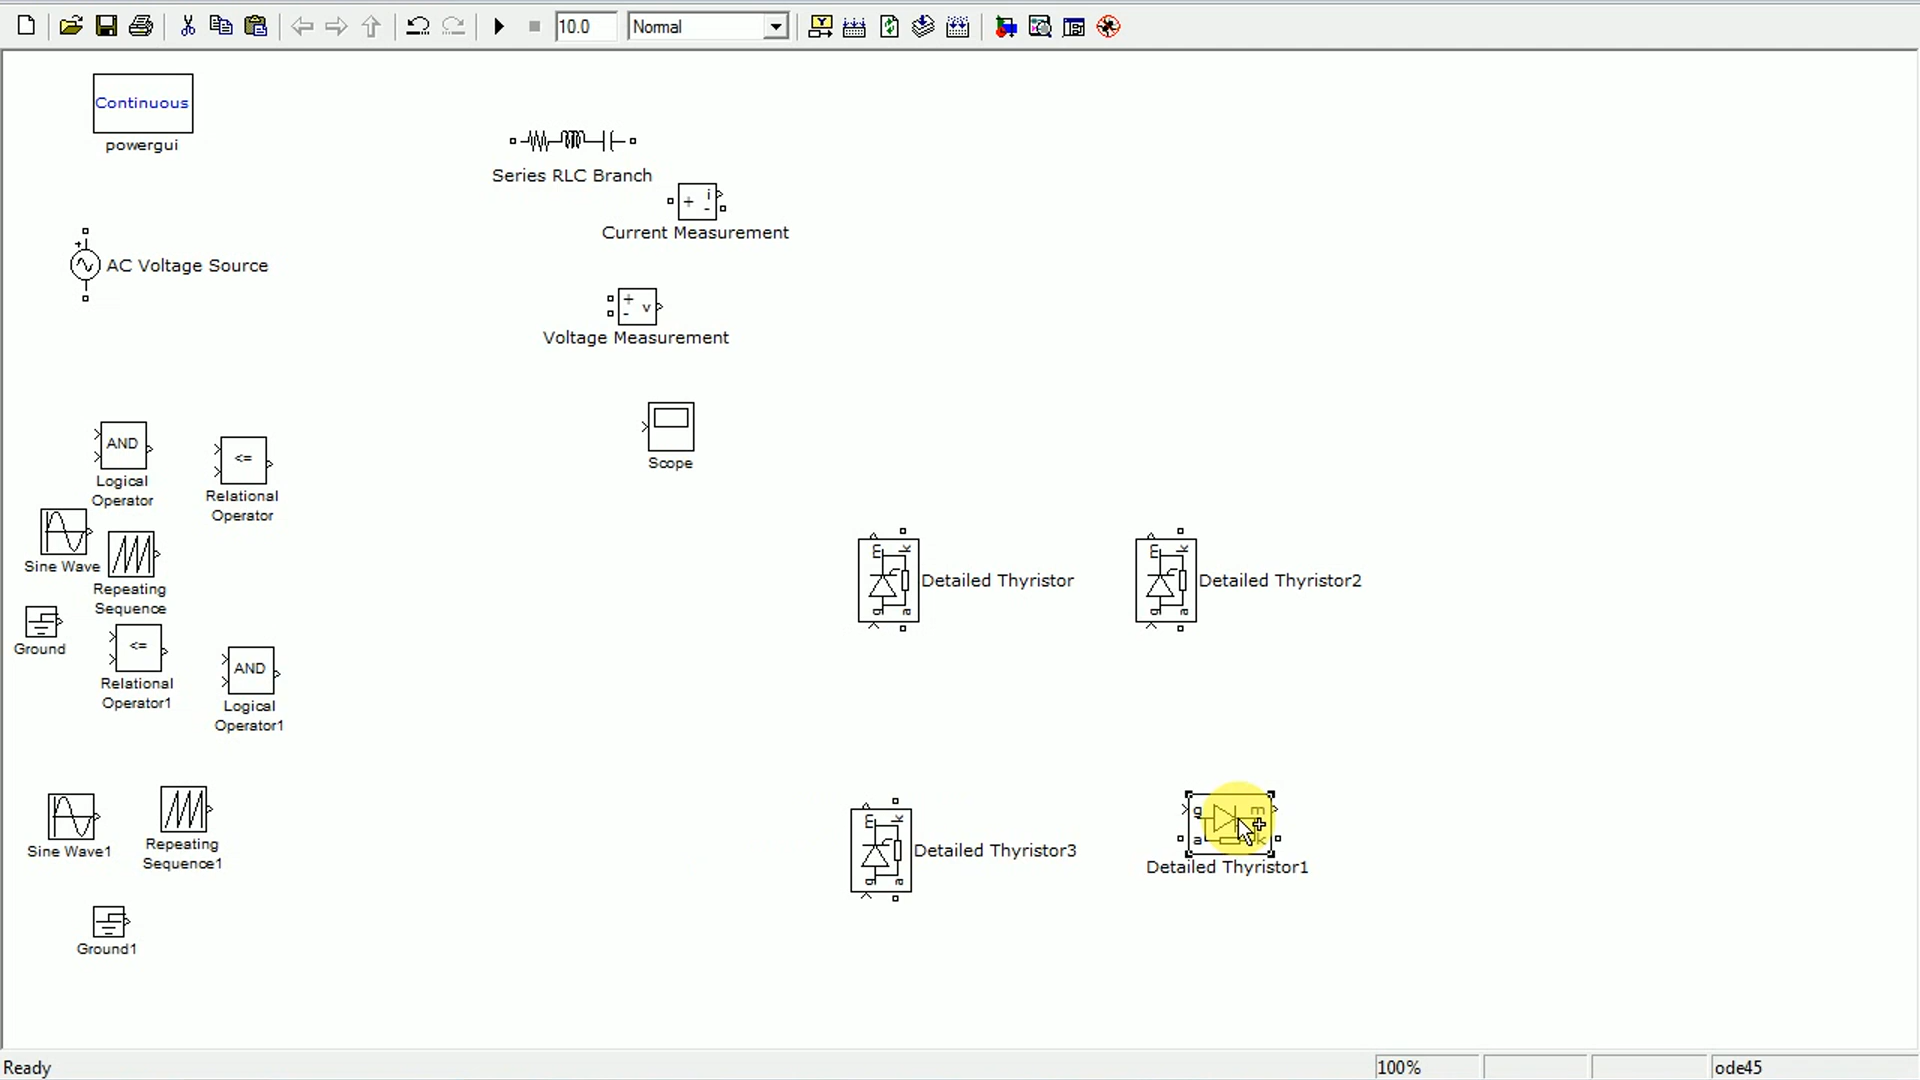 10.0
Normal
Continuous
powergui
Series RLC Branch
+ i
-
Current Measurement
+
AC Voltage Source
+ v
-
Voltage Measurement
Scope
AND
Logical
Operator
<=
Relational
Operator
Sine Wave
Repeating
Sequence
Ground
<=
Relational
Operator1
AND
Logical
Operator1
m k
g a
Detailed Thyristor
m k
g a
Detailed Thyristor2
Sine Wave1
Repeating
Sequence1
Ground1
m k
g a
Detailed Thyristor3
g m
a k
Detailed Thyristor1
Ready
100%
ode45